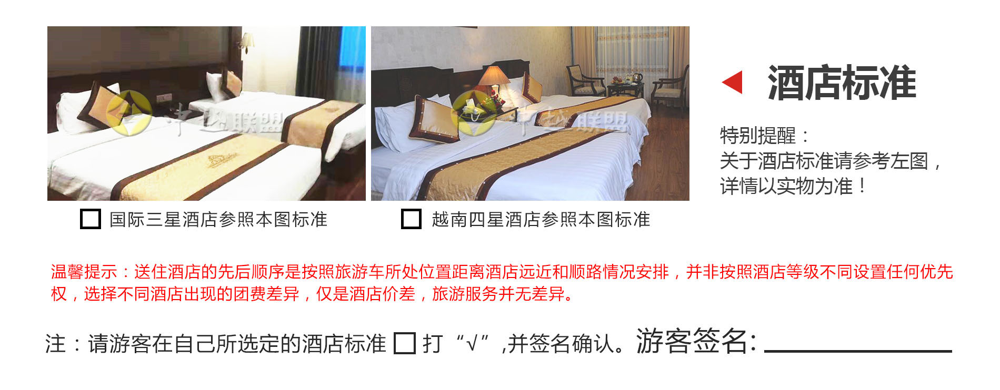 中越联盟
中越联盟
酒店标准
特别提醒：
关于酒店标准请参考左图，
详情以实物为准！
国际三星酒店参照本图标准
越南四星酒店参照本图标准
温馨提示：送住酒店的先后顺序是按照旅游车所处位置距离酒店远近和顺路情况安排，并非按照酒店等级不同设置任何优先
权，选择不同酒店出现的团费差异，仅是酒店价差，旅游服务并无差异。
注：请游客在自己所选定的酒店标准□打“√”,并签名确认。游客签名: